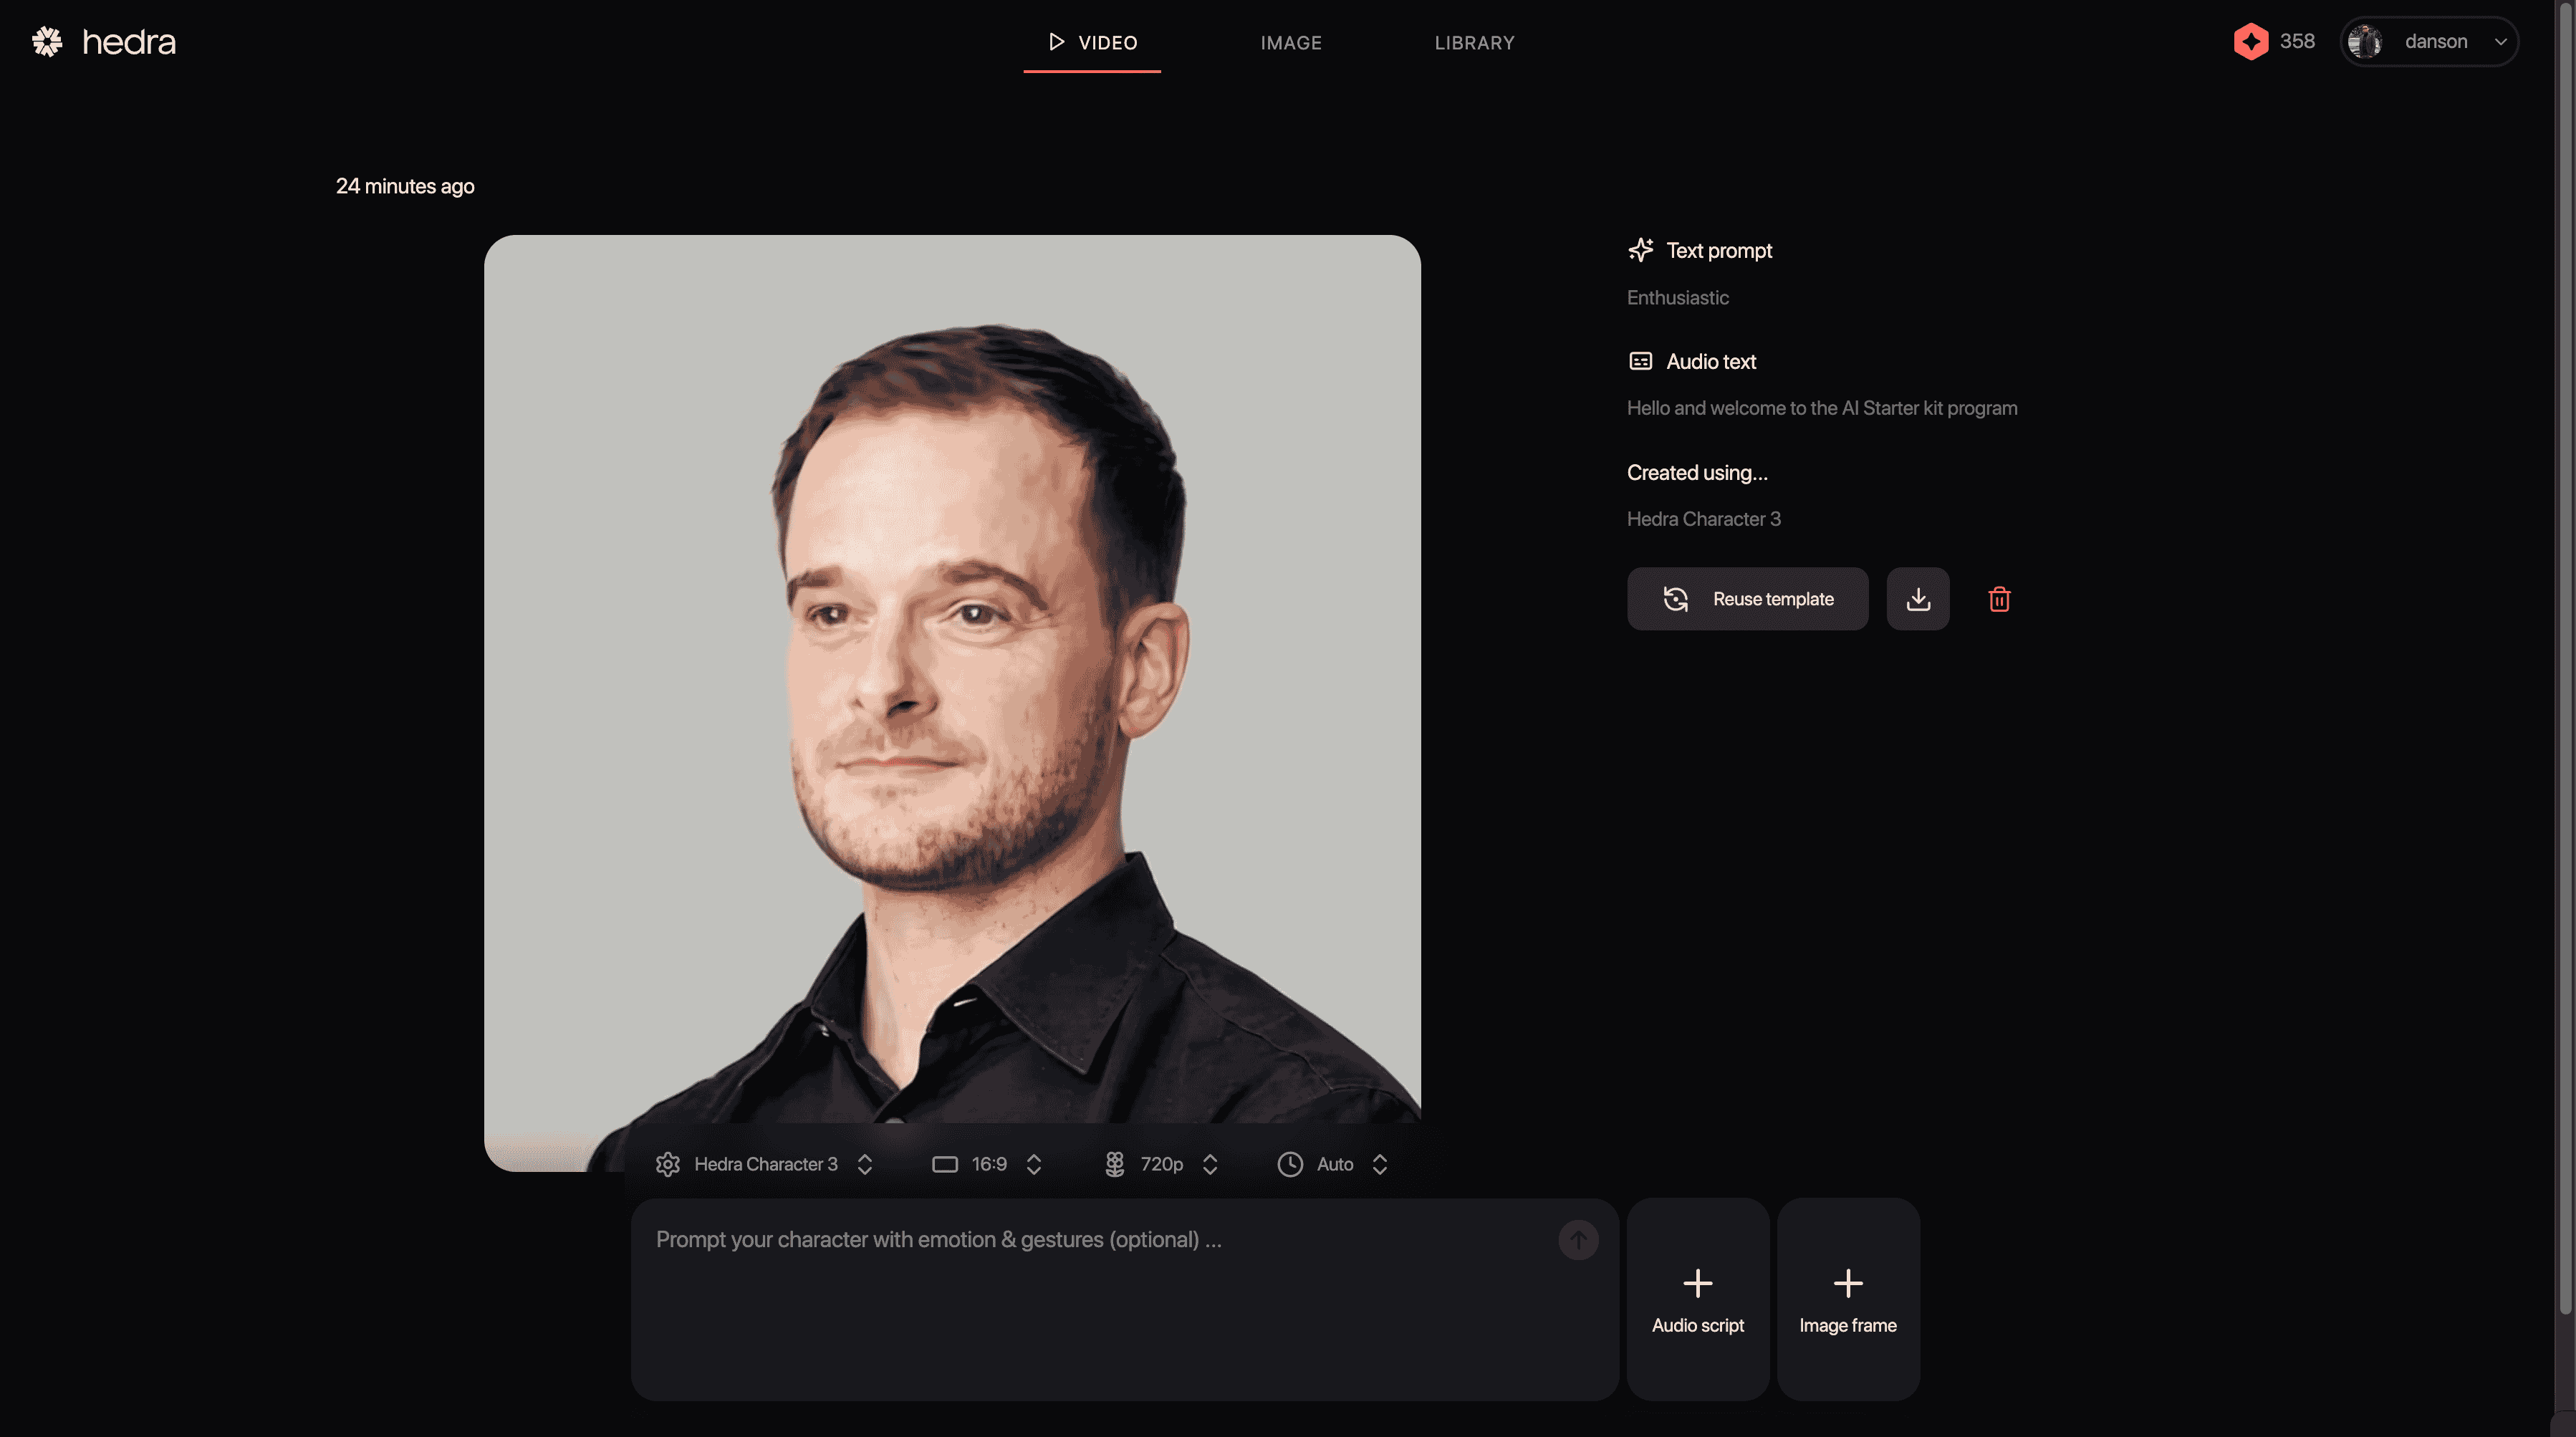 hedra
VIDEO
IMAGE
LIBRARY
358
danson
24 minutes ago
Text prompt
Enthusiastic
Audio text
Hello and welcome to the AI Starter kit program
Created using...
Hedra Character 3
Reuse template
Hedra Character 3
16:9
720p
Auto
Prompt your character with emotion & gestures (optional) ...
Audio script
Image frame